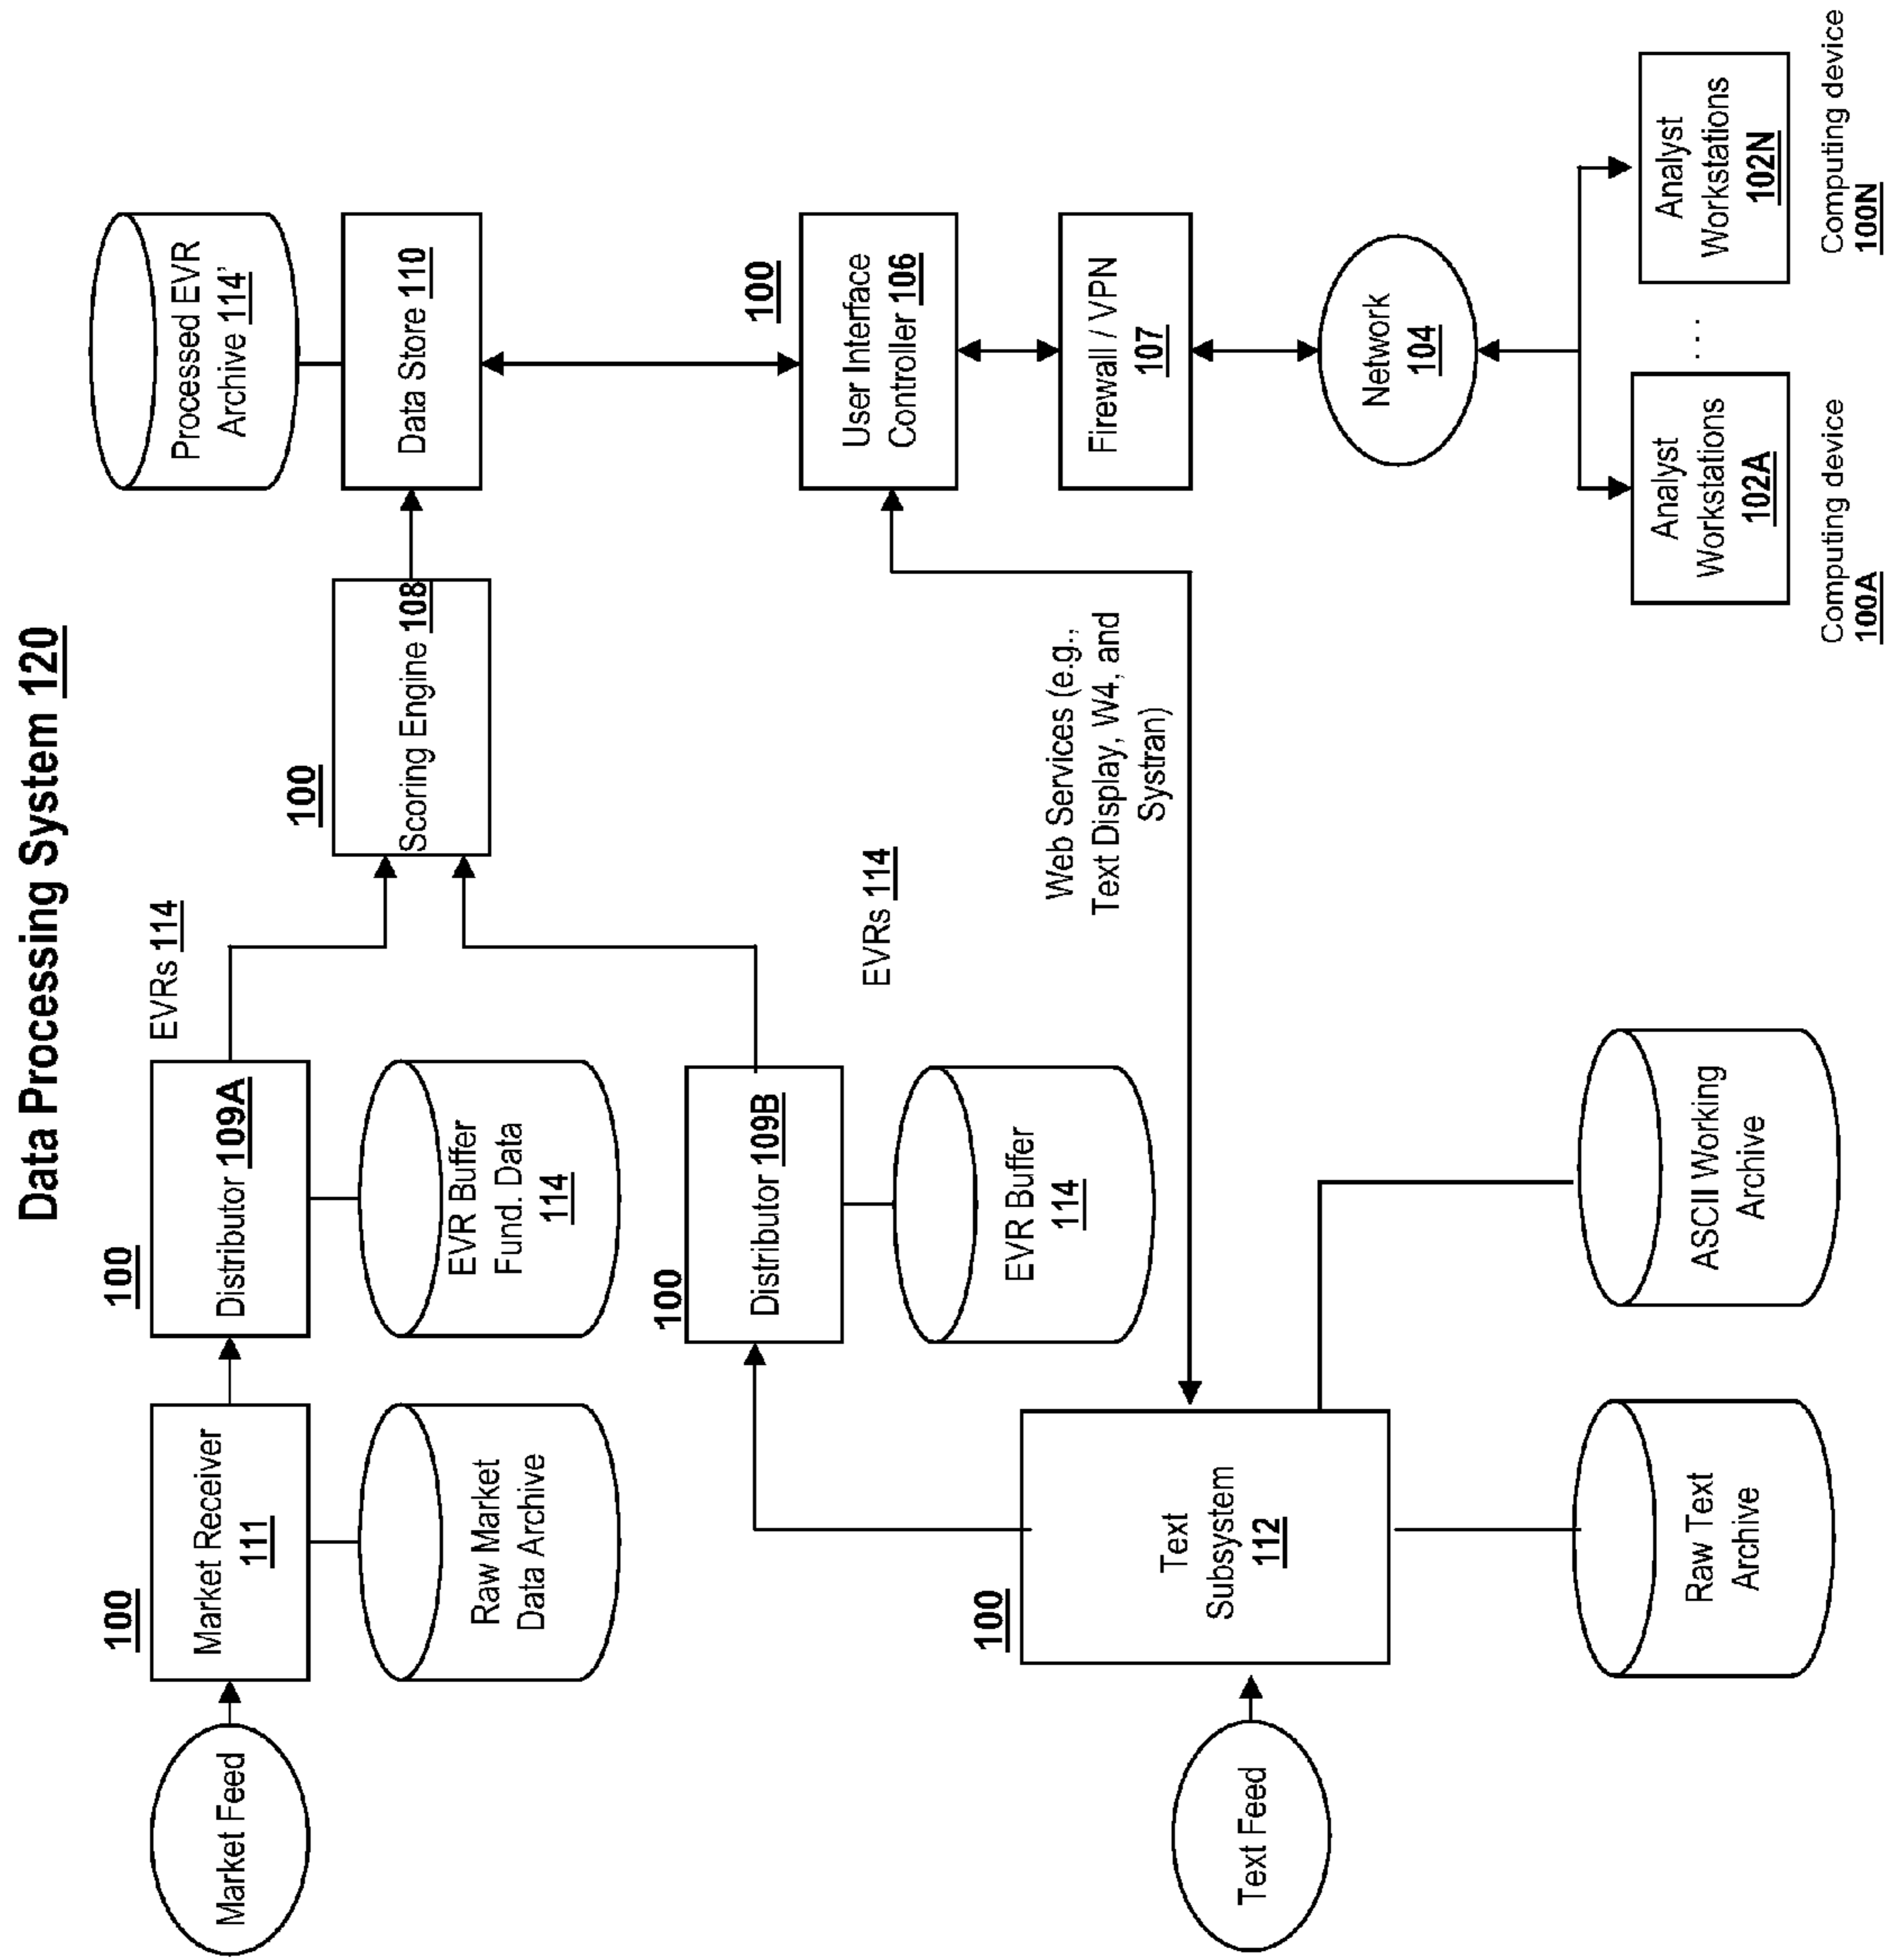 Data Processing System 120
Market Feed
100
Market Receiver
111
Raw Market
Data Archive
100
Distributor 109A
EVR Buffer
Fund. Data
114
EVRs 114
100
Distributor 109B
EVR Buffer
114
EVRs 114
100
Scoring Engine 108
Processed EVR
Archive 114'
Data Store 110
100
User Interface
Controller 106
Firewall / VPN
107
Network
104
Analyst
Workstations
102A
Computing device
100A
. . .
Analyst
Workstations
102N
Computing device
100N
Web Services (e.g.,
Text Display, W4, and
Systran)
Text Feed
100
Text
Subsystem
112
Raw Text
Archive
ASCII Working
Archive